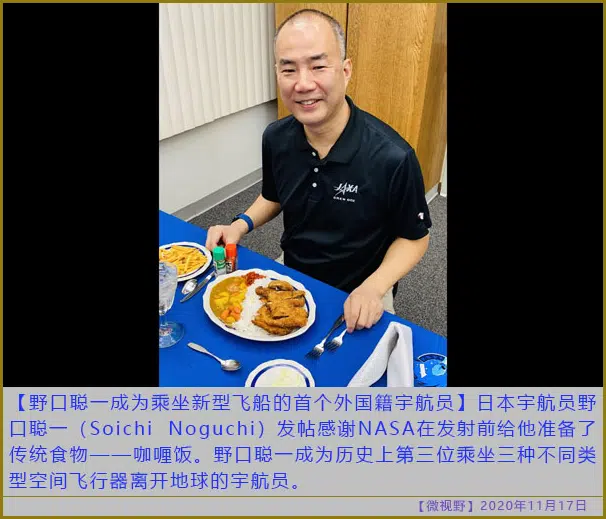 JAXA
【野口聪一成为乘坐新型飞船的首个外国籍宇航员】日本宇航员野
口聪一（Soichi Noguchi）发帖感谢NASA在发射前给他准备了
传统食物——咖喱饭。野口聪一成为历史上第三位乘坐三种不同类
型空间飞行器离开地球的宇航员。
【微视野】2020年11月17日